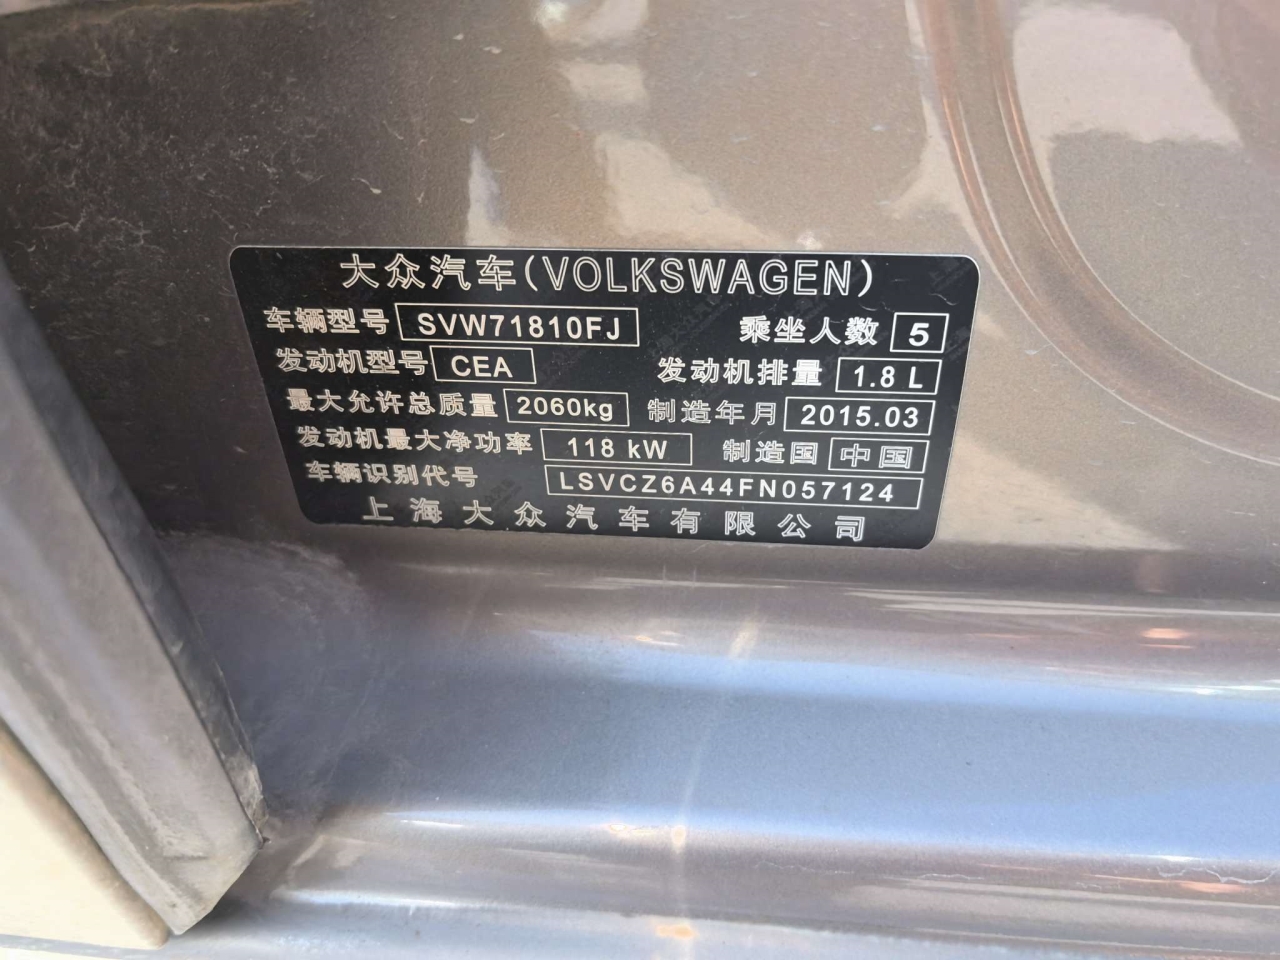 大众汽车(VOLKSWAGEN)
车辆型号 SVW71810FJ 乘坐人数 5
发动机型号 CEA 发动机排量 1.8 L
最大允许总质量 2060kg 制造年月 2015.03
发动机最大净功率 118 kW 制造国 中国
车辆识别代号 LSVCZ6A44FN057124
上海大众汽车有限公司